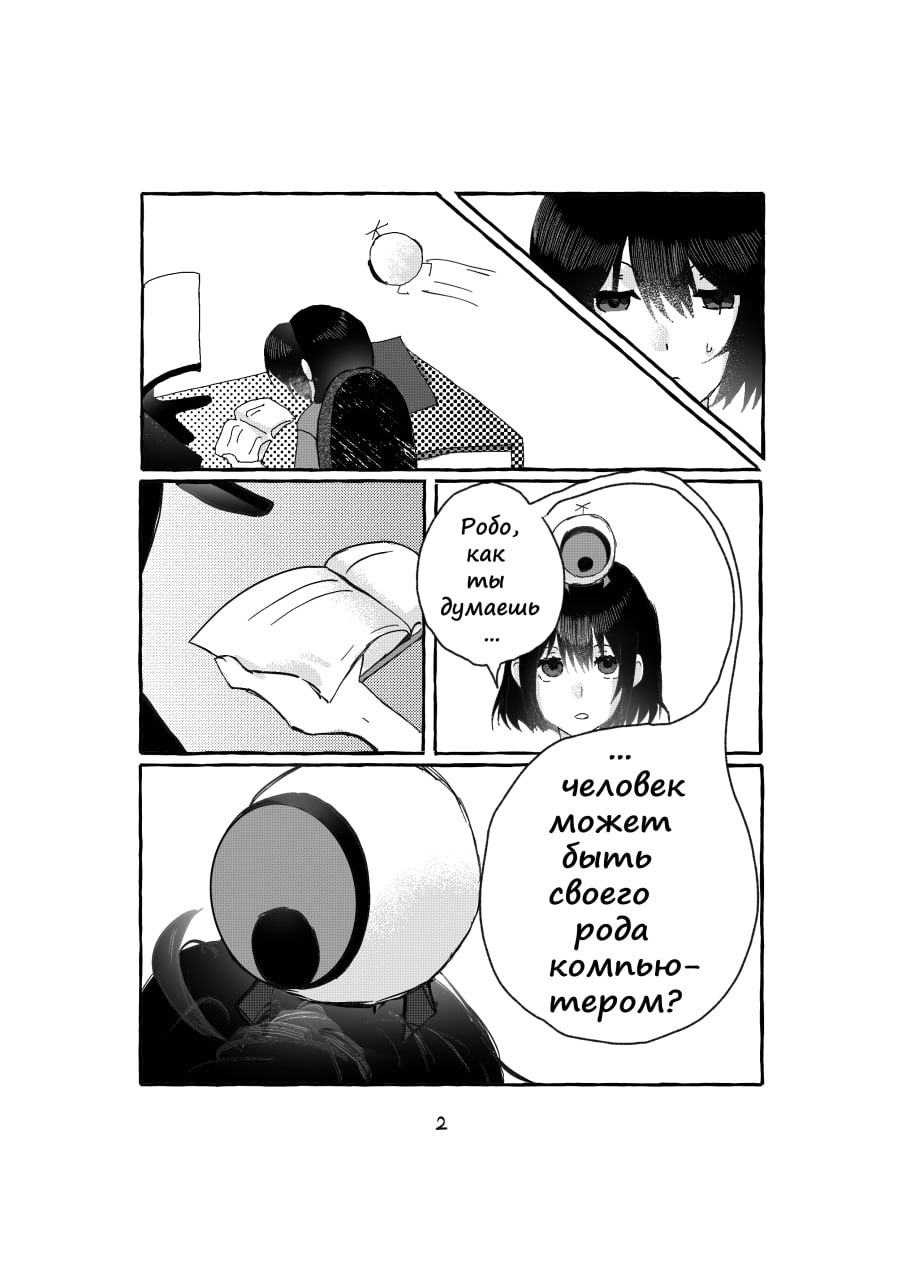 Робо,
как
ты
думаешь
...
...
человек
может
быть
своего
рода
компью-
тером?
2